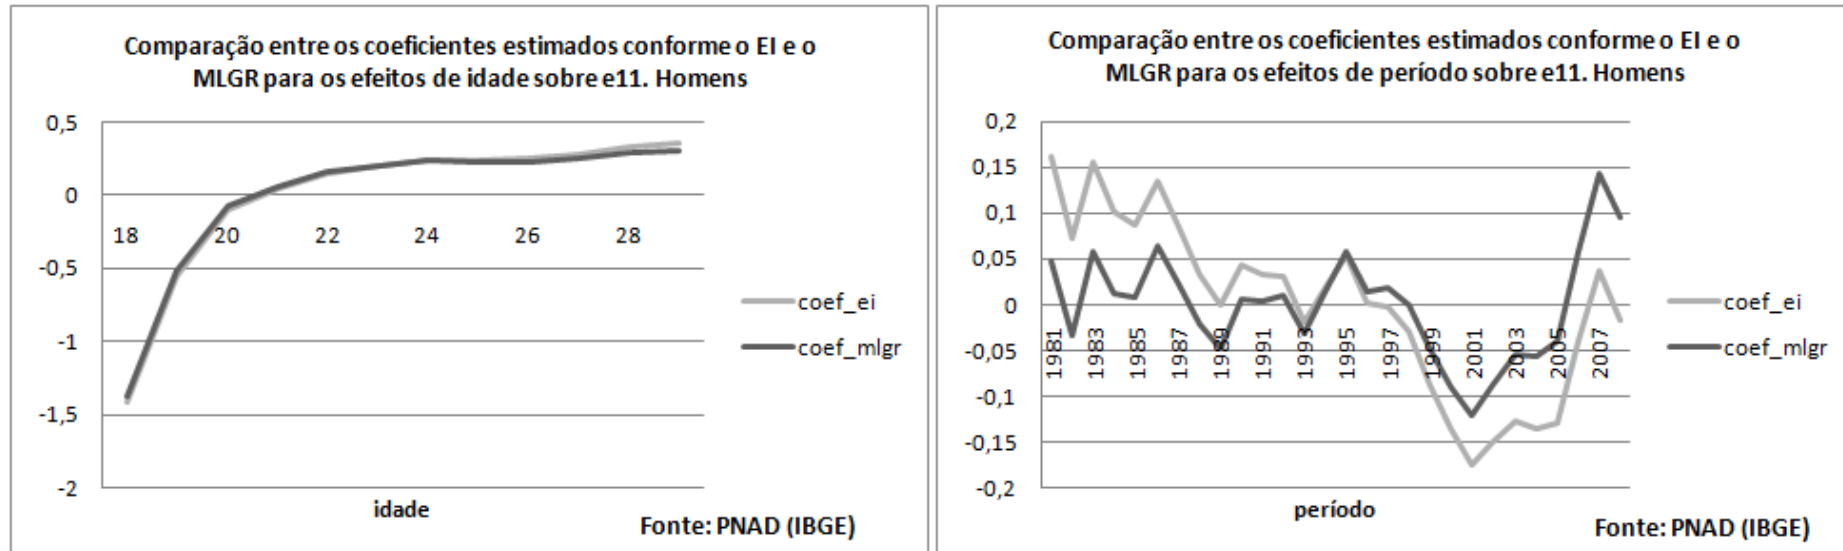 Comparação entre os coeficientes estimados conforme o EI e o
MLGR para os efeitos de idade sobre e11. Homens
0,5
0
-0,5
-1
-1,5
-2
18
20
22
24
26
28
coef_ei
coef_mlgr
idade
Fonte: PNAD (IBGE)
Comparação entre os coeficientes estimados conforme o EI e o
MLGR para os efeitos de período sobre e11. Homens
0,2
0,15
0,1
0,05
0
-0,05
-0,1
-0,15
-0,2
1981
1983
1985
1987
1989
1991
1993
1995
1997
1999
2001
2003
2005
2007
coef_ei
coef_mlgr
período
Fonte: PNAD (IBGE)